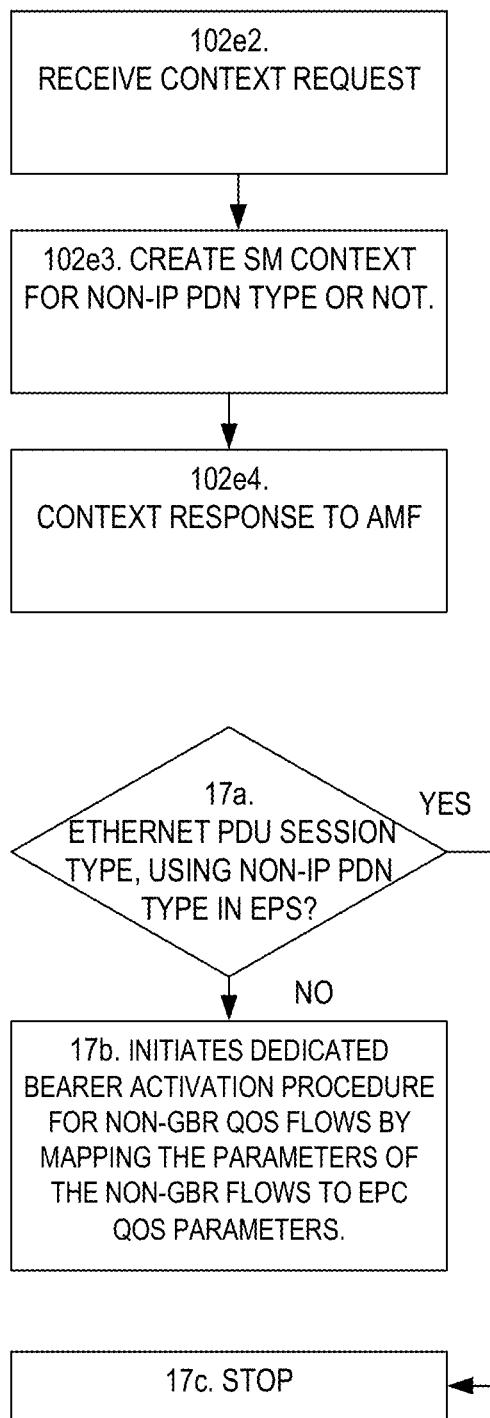 102e2.
RECEIVE CONTEXT REQUEST
102e3. CREATE SM CONTEXT
FOR NON-IP PDN TYPE OR NOT.
102e4.
CONTEXT RESPONSE TO AMF
17a.
ETHERNET PDU SESSION
TYPE, USING NON-IP PDN
TYPE IN EPS?
YES
NO
17b. INITIATES DEDICATED
BEARER ACTIVATION PROCEDURE
FOR NON-GBR QOS FLOWS BY
MAPPING THE PARAMETERS OF
THE NON-GBR FLOWS TO EPC
QOS PARAMETERS.
17c. STOP